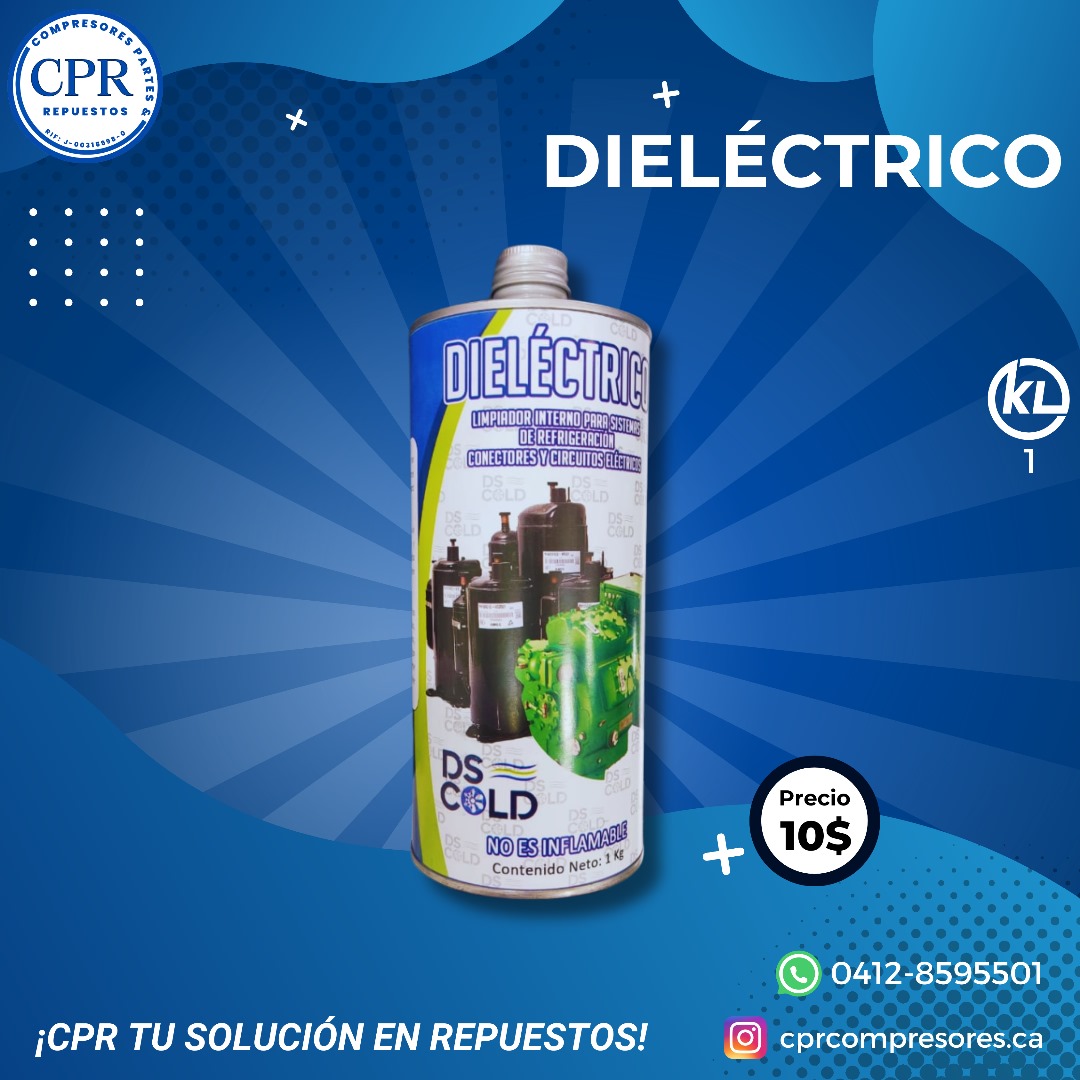 COMPRESORES PARTES &
CPR
REPUESTOS
DIELÉCTRICO
DIELÉCTRICO
LIMPIADOR INTERNO PARA SISTEMAS
DE REFRIGERACIÓN
CONECTORES Y CIRCUITOS ELÉCTRICOS
DS
COLD
NO ES INFLAMABLE
Contenido Neto: 1 Kg
KL
1
Precio
10$
0412-8595501
¡CPR TU SOLUCIÓN EN REPUESTOS!
cprcompresores.ca